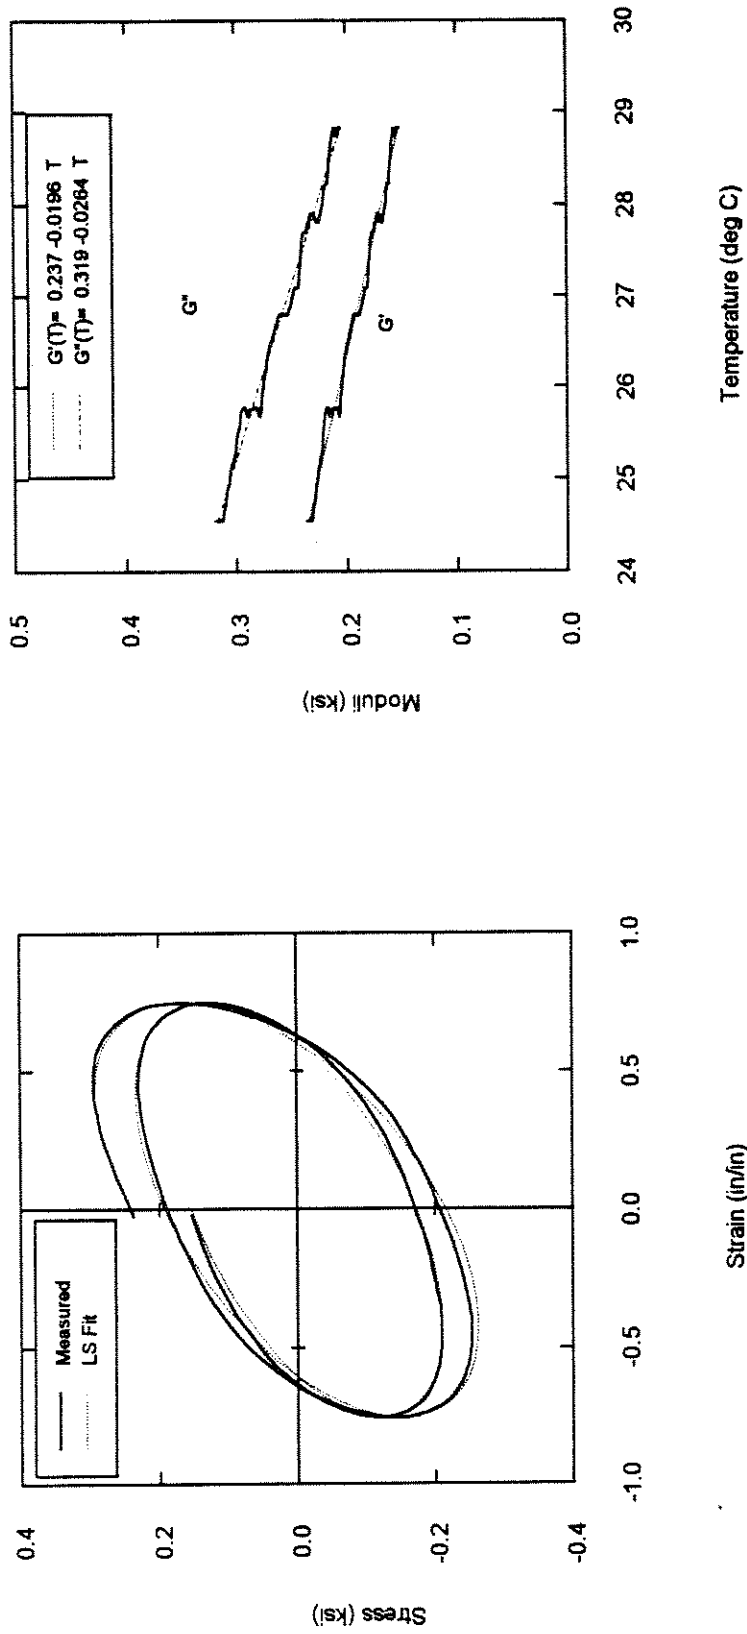 0.4
0.2
0.0
-0.2
-0.4
Stress (ksi)
Measured
LS Fit
-1.0
-0.5
0.0
0.5
1.0
Strain (in/in)
0.5
0.4
0.3
0.2
0.1
0.0
Moduli (ksi)
G'(T)= 0.237 -0.0196 T
G"(T)= 0.319 -0.0264 T
G"
G'
24
25
26
27
28
29
30
Temperature (deg C)